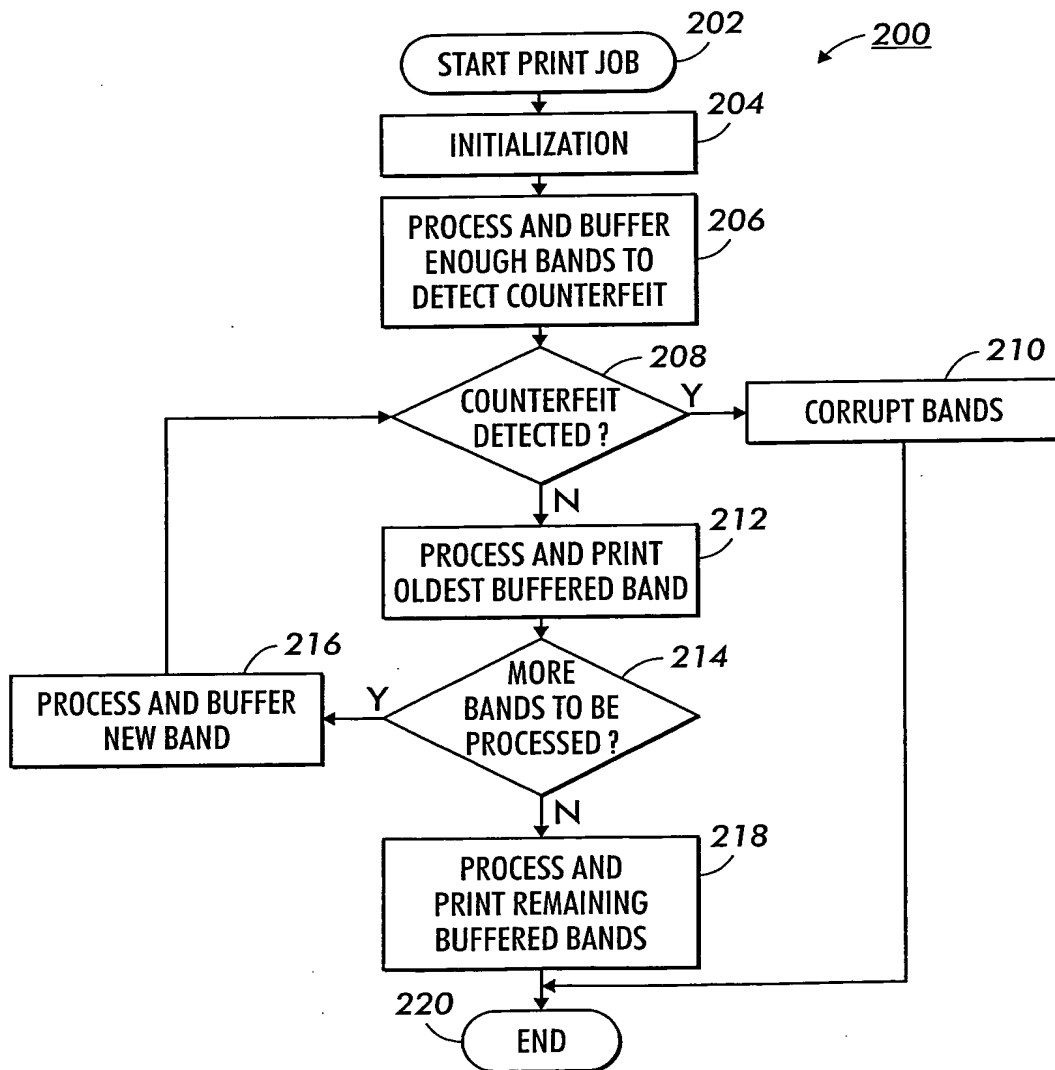 202
200
START PRINT JOB
204
INITIALIZATION
206
PROCESS AND BUFFER
ENOUGH BANDS TO
DETECT COUNTERFEIT
208
COUNTERFEIT
DETECTED ?
Y
210
CORRUPT BANDS
N
212
PROCESS AND PRINT
OLDEST BUFFERED BAND
214
MORE
BANDS TO BE
PROCESSED ?
Y
216
PROCESS AND BUFFER
NEW BAND
N
218
PROCESS AND
PRINT REMAINING
BUFFERED BANDS
220
END